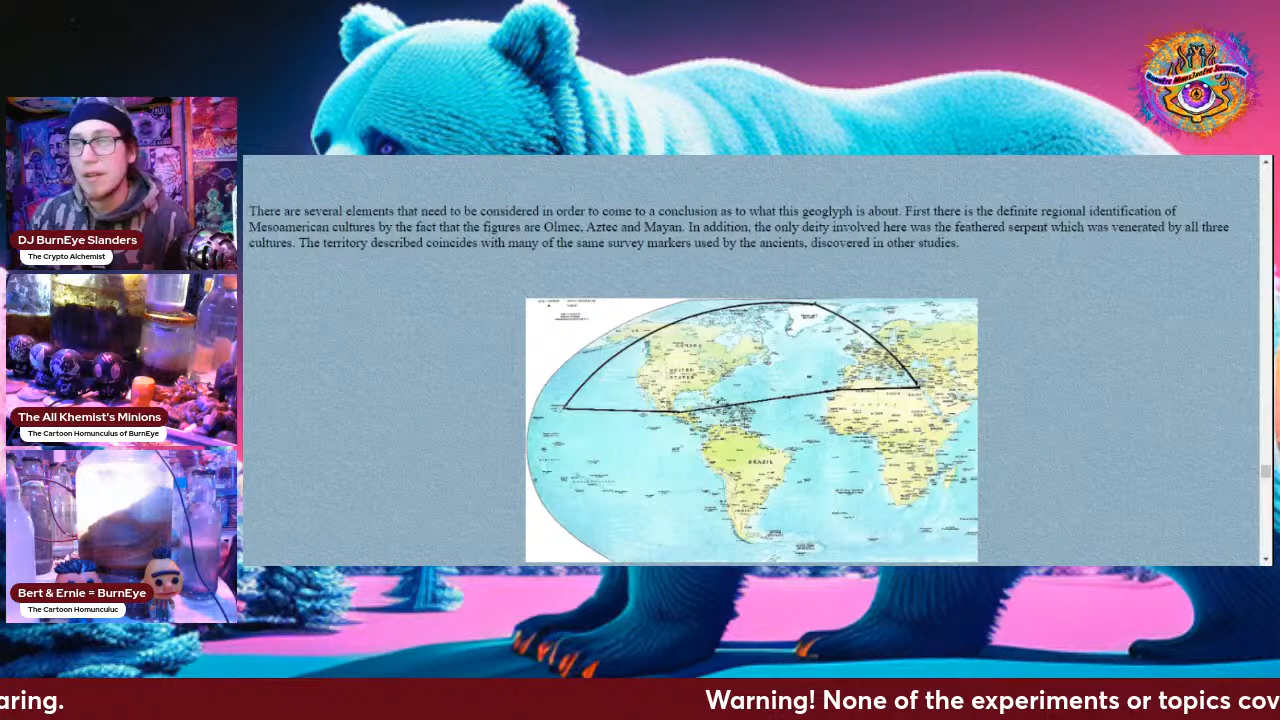 DJ BurnEye Slanders
The Crypto Alchemist
The All Khemist's Minions
The Cartoon Homunculus of BurnEye
Bert & Ernie = BurnEye
The Cartoon Homunculuc
There are several elements that need to be considered in order to come to a conclusion as to what this geoglyph is about. First there is the definite regional identification of
Mesoamerican cultures by the fact that the figures are Olmec, Aztec and Mayan. In addition, the only deity involved here was the feathered serpent which was venerated by all three
cultures. The territory described coincides with many of the same survey markers used by the ancients, discovered in other studies.
CANADA
UNITED
STATES
BRAZIL
aring.
Warning! None of the experiments or topics cov